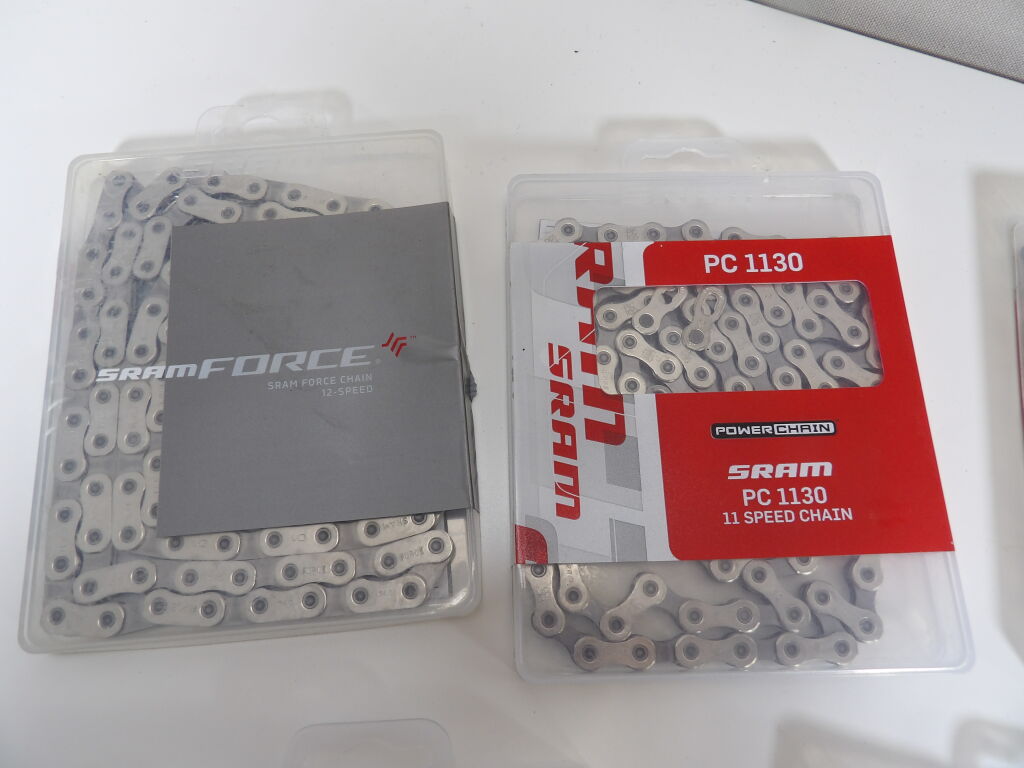 SRAM FORCE
SRAM FORCE CHAIN
12-SPEED
PC 1130
SRAM
POWERCHAIN
SRAM
PC 1130
11 SPEED CHAIN